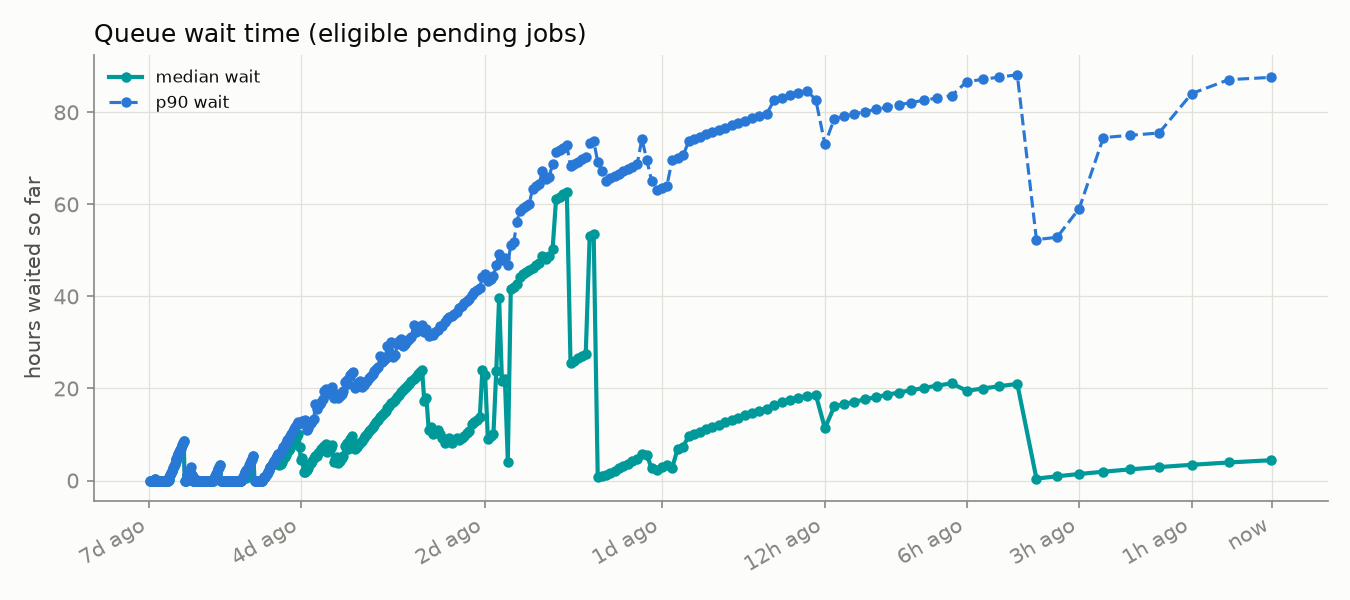 Queue wait time (eligible pending jobs)
median wait
p90 wait
hours waited so far
80
60
40
20
0
7d ago
4d ago
2d ago
1d ago
12h ago
6h ago
3h ago
1h ago
now